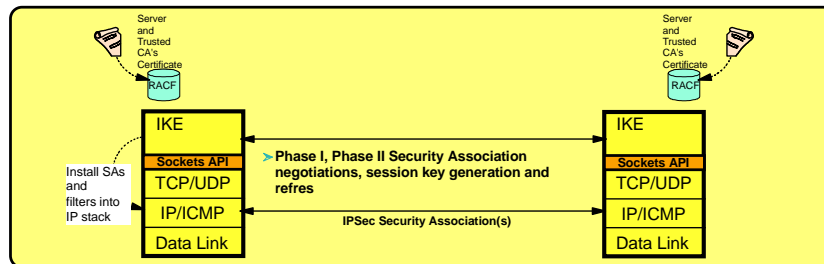 Server
and
Trusted
CA's
Certificate
RACF
IKE
Sockets API
TCP/UDP
IP/ICMP
Data Link
Install SAs
and
filters into
IP stack
➢ Phase I, Phase II Security Association
negotiations, session key generation and
refres
IPSec Security Association(s)
Server
and
Trusted
CA's
Certificate
RACF
IKE
Sockets API
TCP/UDP
IP/ICMP
Data Link